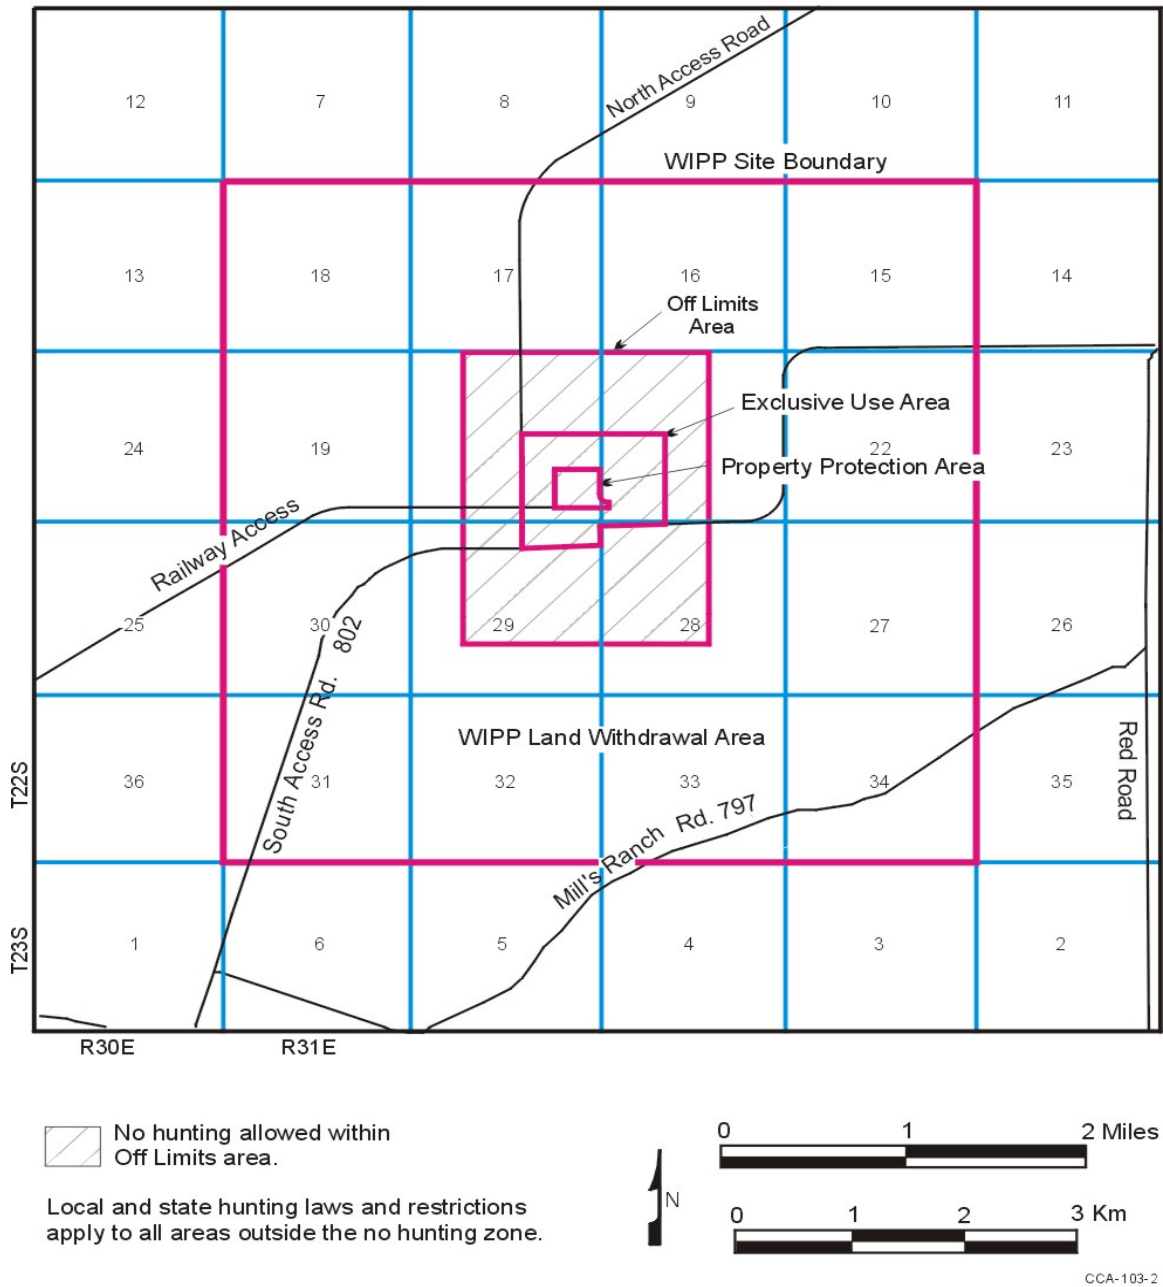 North Access Road
12
7
8
9
10
11
WIPP Site Boundary
13
18
17
16
15
14
Off Limits
Area
Exclusive Use Area
24
19
22
23
Property Protection Area
Railway Access
25
30
802
29
28
27
26
South Access Rd.
WIPP Land Withdrawal Area
Red Road
T22S
36
31
32
33
34
35
Mill's Ranch Rd. 797
T23S
1
6
5
4
3
2
R30E
R31E
No hunting allowed within
Off Limits area.
Local and state hunting laws and restrictions
apply to all areas outside the no hunting zone.
N
0 1 2 Miles
0 1 2 3 Km
CCA-103-2